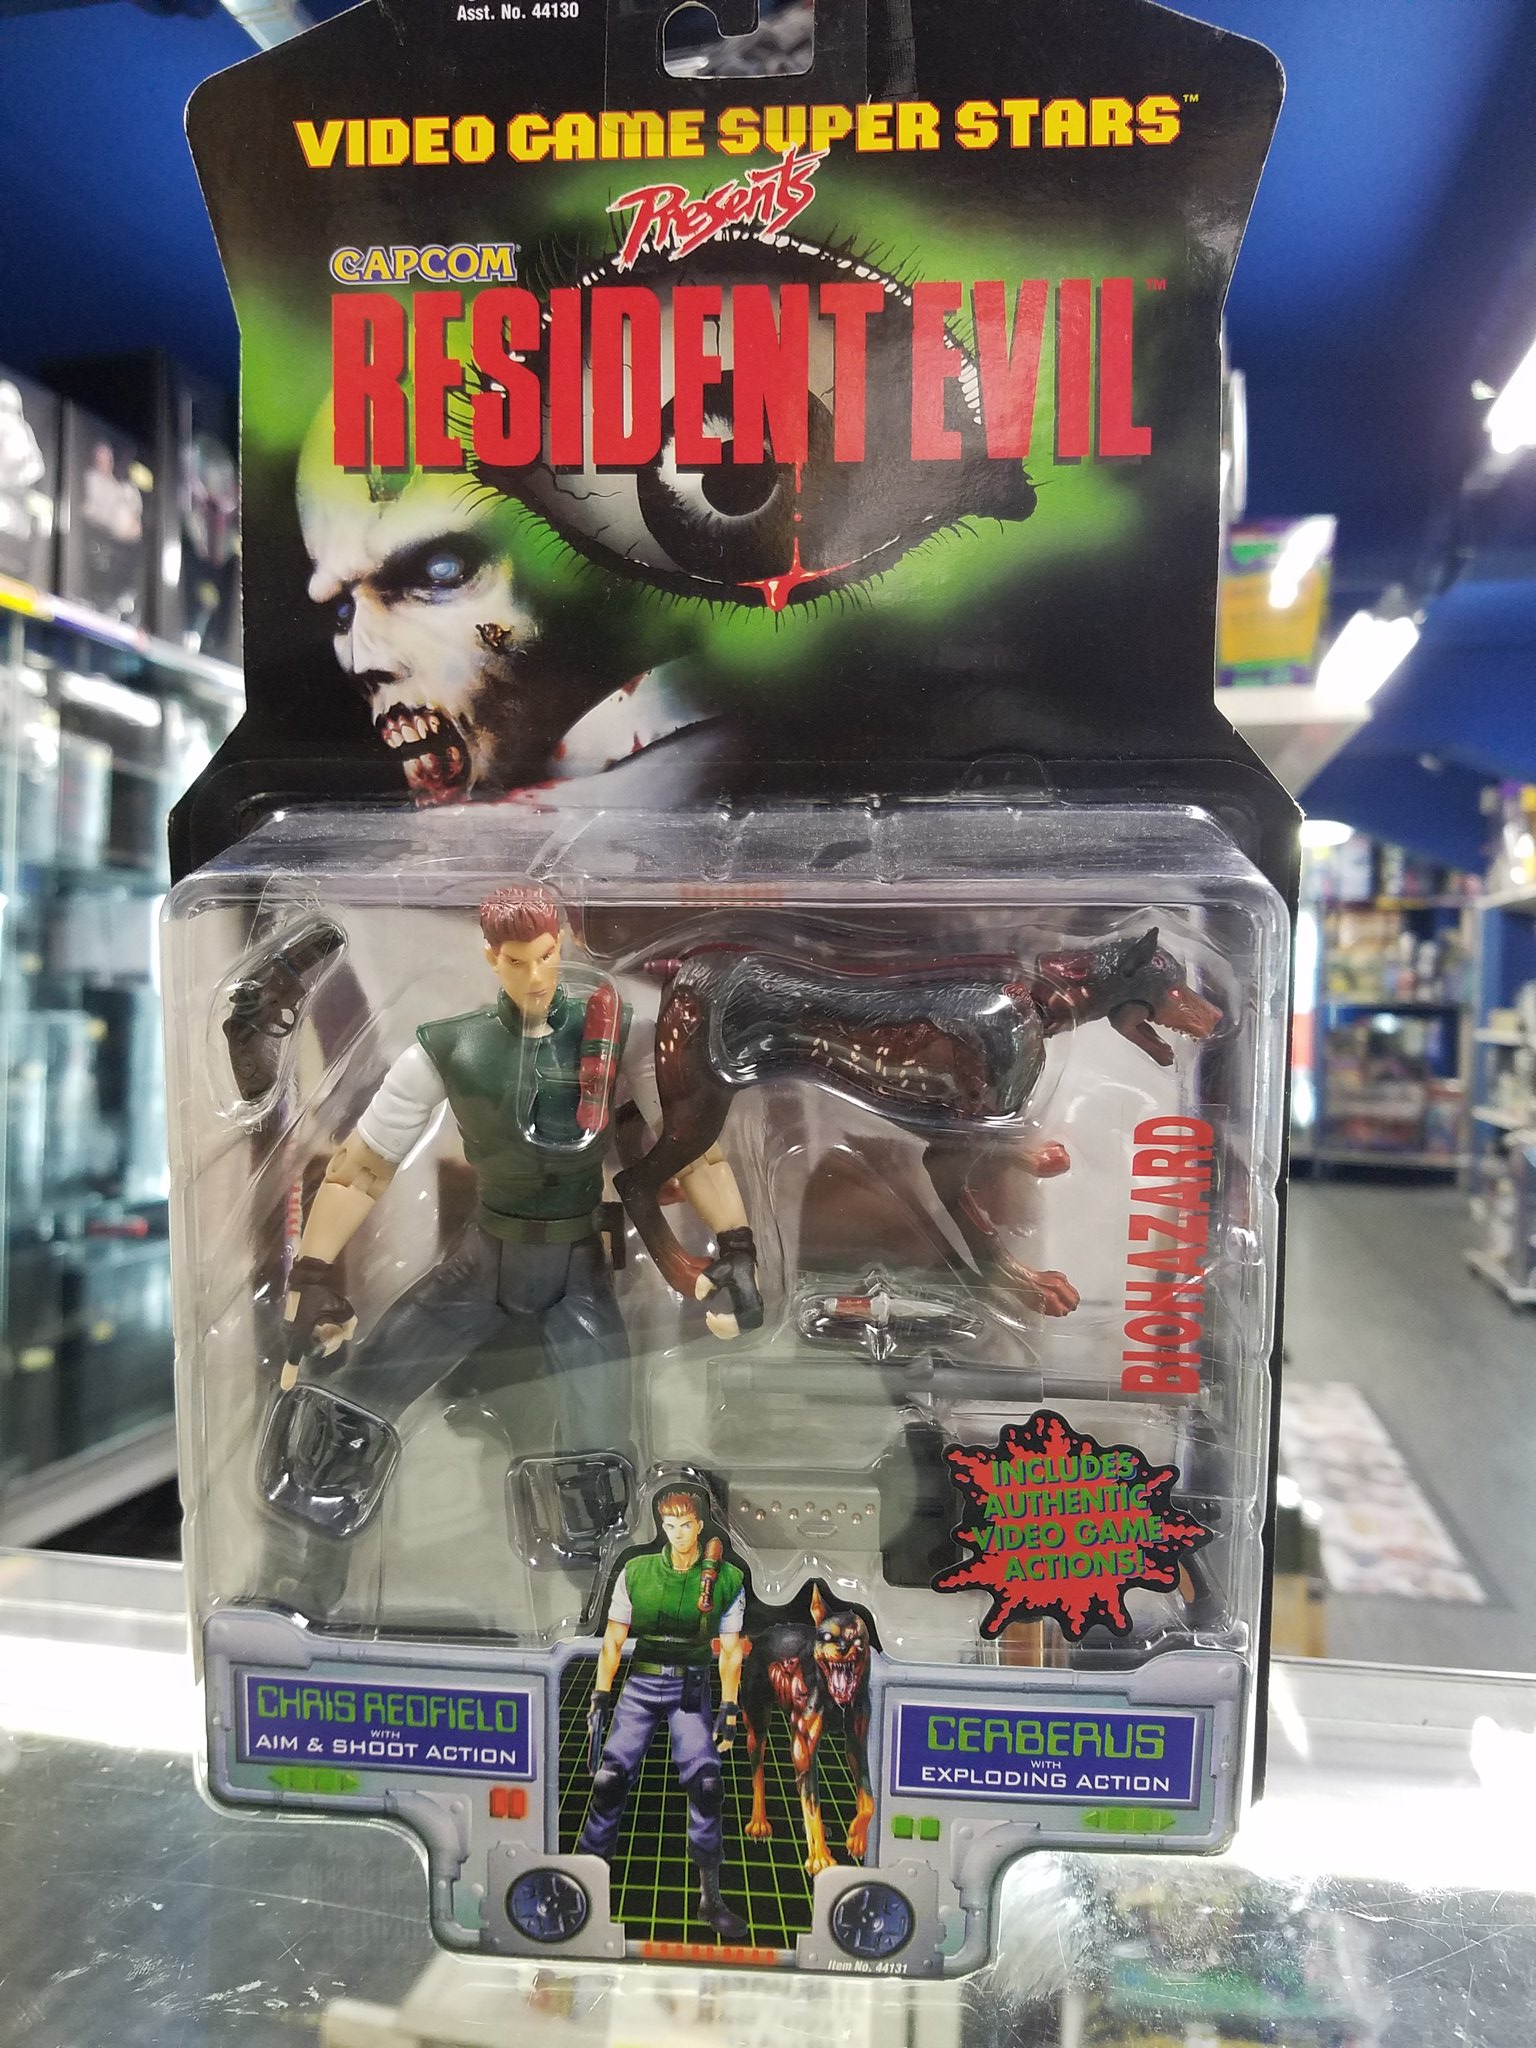 Asst. No. 44130
VIDEO GAME SUPER STARS™
Presents
CAPCOM
RESIDENT EVIL™
BIOHAZARD
INCLUDES
AUTHENTIC
VIDEO GAME
ACTIONS!
CHRIS REDFIELD
WITH
AIM & SHOOT ACTION
CERBERUS
WITH
EXPLODING ACTION
Item No. 44131